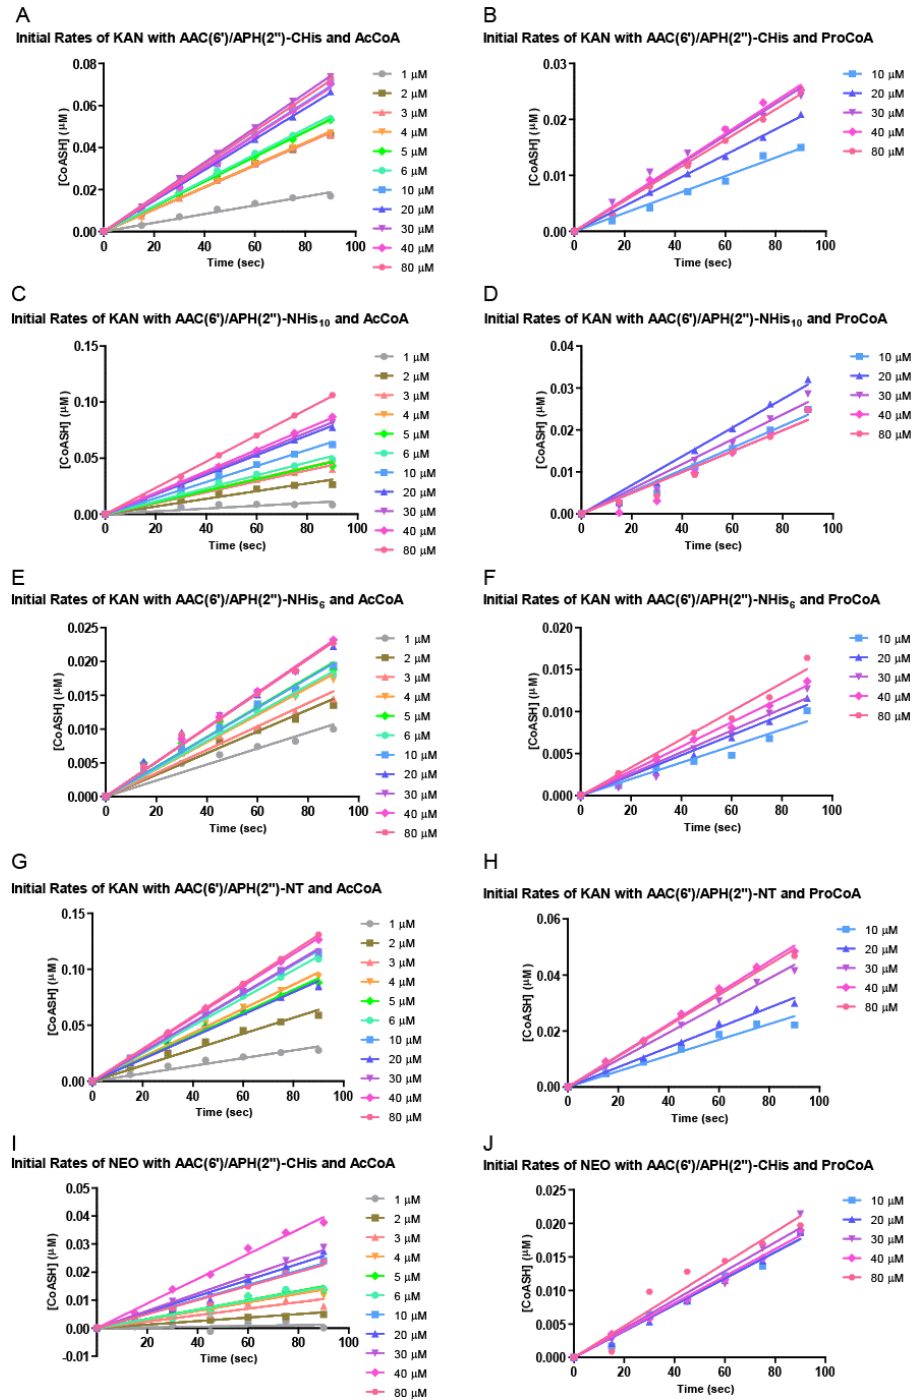 A
Initial Rates of KAN with AAC(6')/APH(2'')-CHis and AcCoA
[CoASH] (µM)
0.08
0.06
0.04
0.02
0.00
0 20 40 60 80 100
Time (sec)
1 µM
2 µM
3 µM
4 µM
5 µM
6 µM
10 µM
20 µM
30 µM
40 µM
80 µM
B
Initial Rates of KAN with AAC(6')/APH(2'')-CHis and ProCoA
[CoASH] (µM)
0.03
0.02
0.01
0.00
0 20 40 60 80 100
Time (sec)
10 µM
20 µM
30 µM
40 µM
80 µM
C
Initial Rates of KAN with AAC(6')/APH(2'')-NHis10 and AcCoA
[CoASH] (µM)
0.15
0.10
0.05
0.00
0 20 40 60 80 100
Time (sec)
1 µM
2 µM
3 µM
4 µM
5 µM
6 µM
10 µM
20 µM
30 µM
40 µM
80 µM
D
Initial Rates of KAN with AAC(6')/APH(2'')-NHis10 and ProCoA
[CoASH] (µM)
0.04
0.03
0.02
0.01
0.00
0 20 40 60 80 100
Time (sec)
10 µM
20 µM
30 µM
40 µM
80 µM
E
Initial Rates of KAN with AAC(6')/APH(2'')-NHis6 and AcCoA
[CoASH] (µM)
0.025
0.020
0.015
0.010
0.005
0.000
0 20 40 60 80 100
Time (sec)
1 µM
2 µM
3 µM
4 µM
5 µM
6 µM
10 µM
20 µM
30 µM
40 µM
80 µM
F
Initial Rates of KAN with AAC(6')/APH(2'')-NHis6 and ProCoA
[CoASH] (µM)
0.020
0.015
0.010
0.005
0.000
0 20 40 60 80 100
Time (sec)
10 µM
20 µM
30 µM
40 µM
80 µM
G
Initial Rates of KAN with AAC(6')/APH(2'')-NT and AcCoA
[CoASH] (µM)
0.15
0.10
0.05
0.00
0 20 40 60 80 100
Time (sec)
1 µM
2 µM
3 µM
4 µM
5 µM
6 µM
10 µM
20 µM
30 µM
40 µM
80 µM
H
Initial Rates of KAN with AAC(6')/APH(2'')-NT and ProCoA
[CoASH] (µM)
0.06
0.04
0.02
0.00
0 20 40 60 80 100
Time (sec)
10 µM
20 µM
30 µM
40 µM
80 µM
I
Initial Rates of NEO with AAC(6')/APH(2'')-CHis and AcCoA
[CoASH] (µM)
0.05
0.04
0.03
0.02
0.01
0.00
-0.01
20 40 60 80 100
Time (sec)
1 µM
2 µM
3 µM
4 µM
5 µM
6 µM
10 µM
20 µM
30 µM
40 µM
80 µM
J
Initial Rates of NEO with AAC(6')/APH(2'')-CHis and ProCoA
[CoASH] (µM)
0.025
0.020
0.015
0.010
0.005
0.000
0 20 40 60 80 100
Time (sec)
10 µM
20 µM
30 µM
40 µM
80 µM